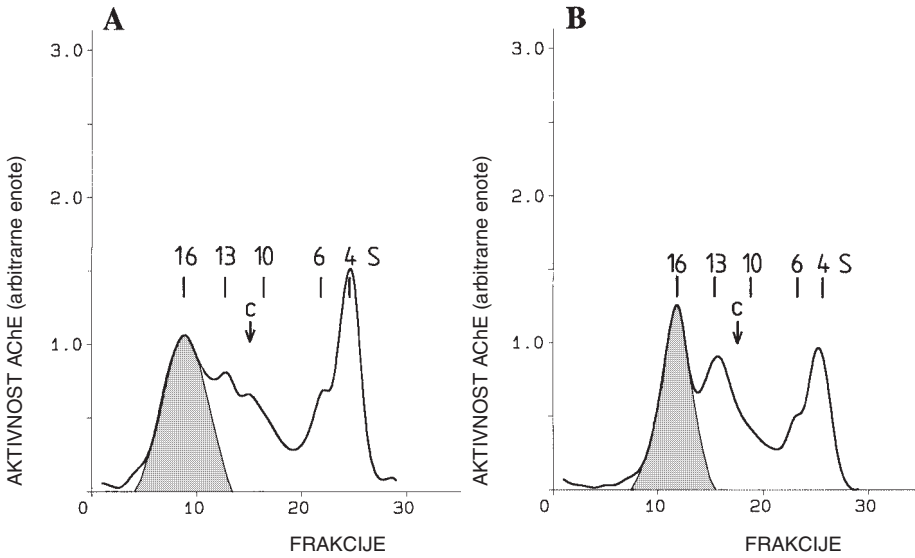 A
AKTIVNOST AChE (arbitrarne enote)
3.0
2.0
1.0
16 13 10 6 4 S
c
0 10 20 30
FRAKCIJE
B
AKTIVNOST AChE (arbitrarne enote)
3.0
2.0
1.0
16 13 10 6 4 S
c
0 10 20 30
FRAKCIJE